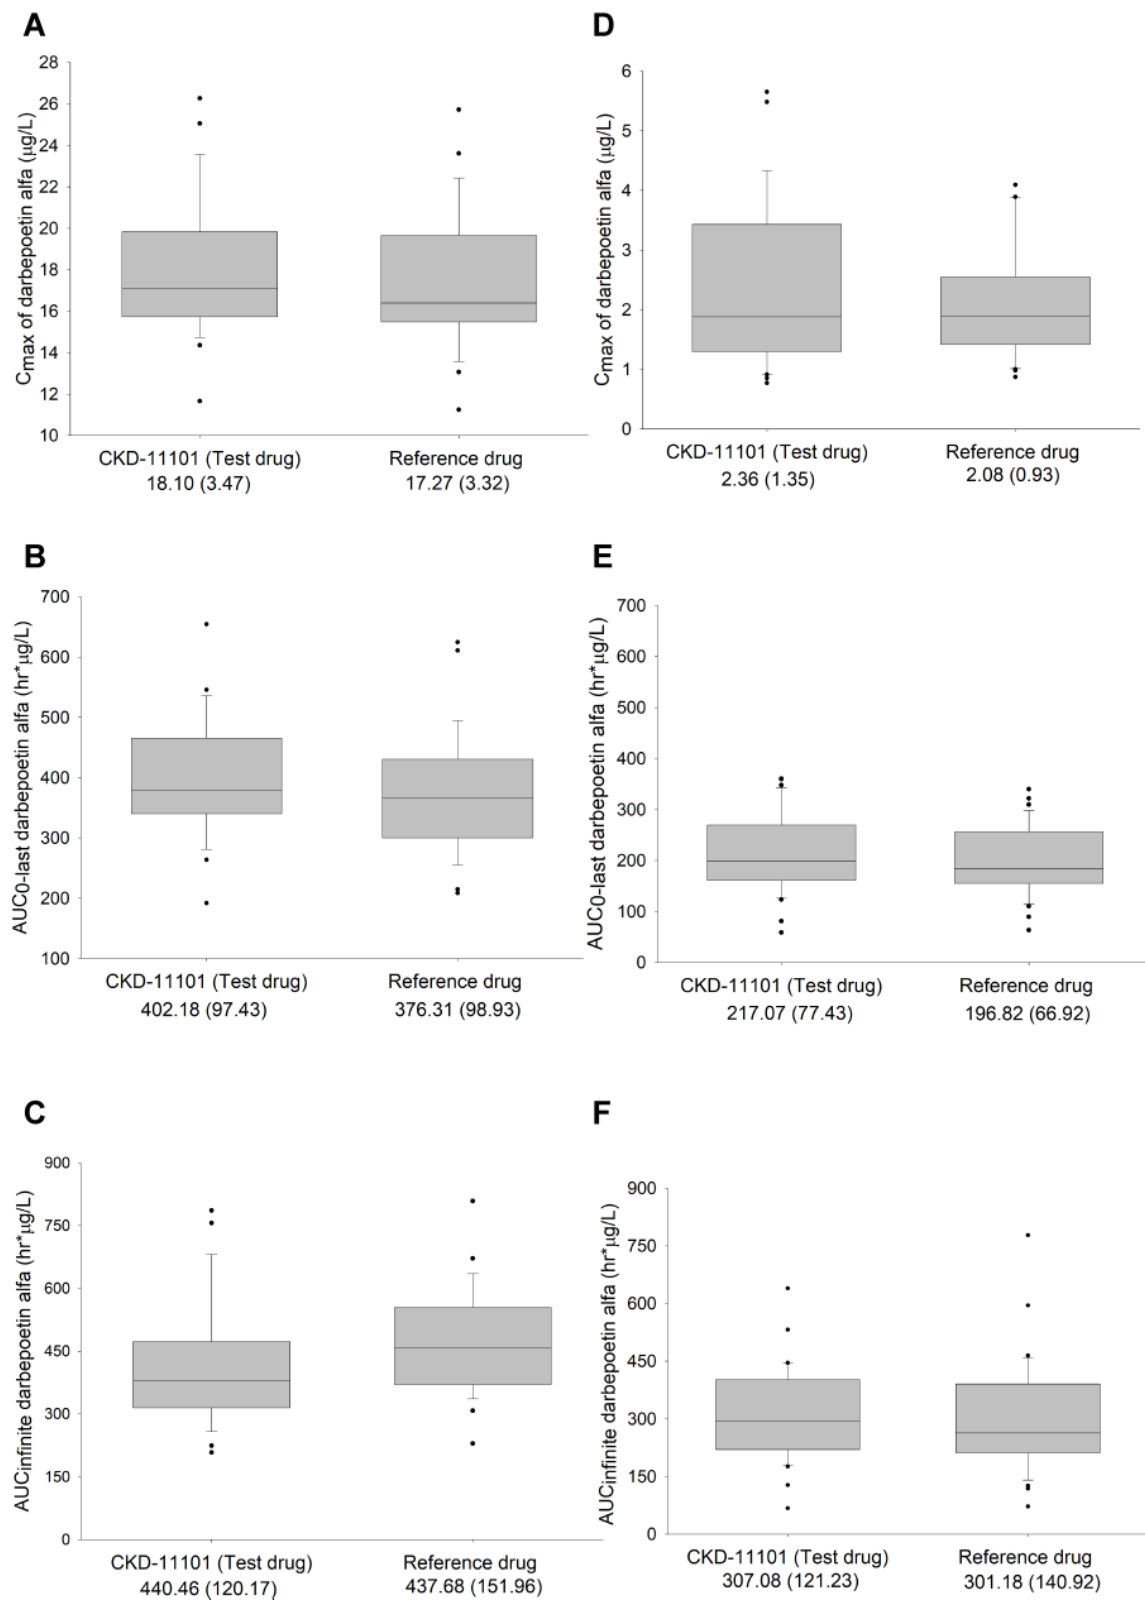 A
Cmax of darbepoetin alfa (µg/L)
28
26
24
22
20
18
16
14
12
10
CKD-11101 (Test drug)
18.10 (3.47)
Reference drug
17.27 (3.32)
D
Cmax of darbepoetin alfa (µg/L)
6
5
4
3
2
1
0
CKD-11101 (Test drug)
2.36 (1.35)
Reference drug
2.08 (0.93)
B
AUC0-last darbepoetin alfa (hr*µg/L)
700
600
500
400
300
200
100
CKD-11101 (Test drug)
402.18 (97.43)
Reference drug
376.31 (98.93)
E
AUC0-last darbepoetin alfa (hr*µg/L)
700
600
500
400
300
200
100
0
CKD-11101 (Test drug)
217.07 (77.43)
Reference drug
196.82 (66.92)
C
AUCinfinite darbepoetin alfa (hr*µg/L)
900
750
600
450
300
150
0
CKD-11101 (Test drug)
440.46 (120.17)
Reference drug
437.68 (151.96)
F
AUCinfinite darbepoetin alfa (hr*µg/L)
900
750
600
450
300
150
0
CKD-11101 (Test drug)
307.08 (121.23)
Reference drug
301.18 (140.92)